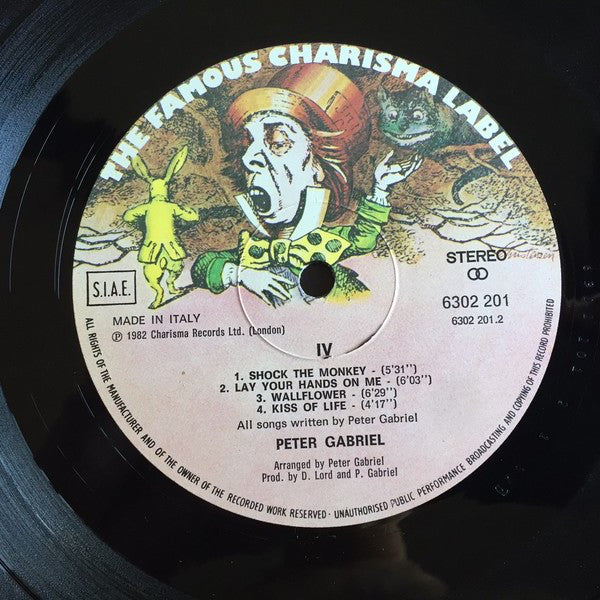 THE FAMOUS CHARISMA LABEL
S.I.A.E.
STEREO
MADE IN ITALY
6302 201
℗ 1982 Charisma Records Ltd. (London)
6302 201.2
IV
1. SHOCK THE MONKEY - (5'31'')
2. LAY YOUR HANDS ON ME - (6'03'')
3. WALLFLOWER - (6'29'')
4. KISS OF LIFE - (4'17'')
All songs written by Peter Gabriel
PETER GABRIEL
Arranged by Peter Gabriel
Prod. by D. Lord and P. Gabriel
ALL RIGHTS OF THE MANUFACTURER AND OF THE OWNER OF THE RECORDED WORK RESERVED - UNAUTHORISED PUBLIC PERFORMANCE BROADCASTING AND COPYING OF THIS RECORD PROHIBITED